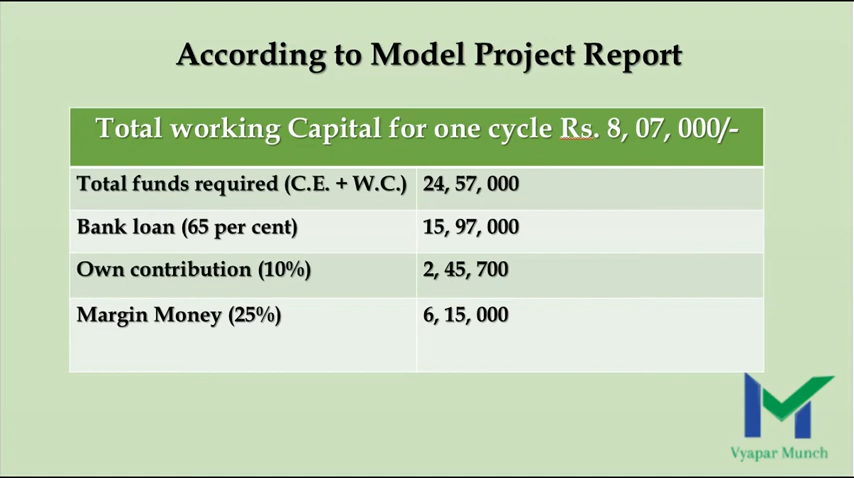 According to Model Project Report
Total working Capital for one cycle Rs. 8, 07, 000/-
Total funds required (C.E. + W.C.) 24, 57, 000
Bank loan (65 per cent) 15, 97, 000
Own contribution (10%) 2, 45, 700
Margin Money (25%) 6, 15, 000
Vyapar Munch